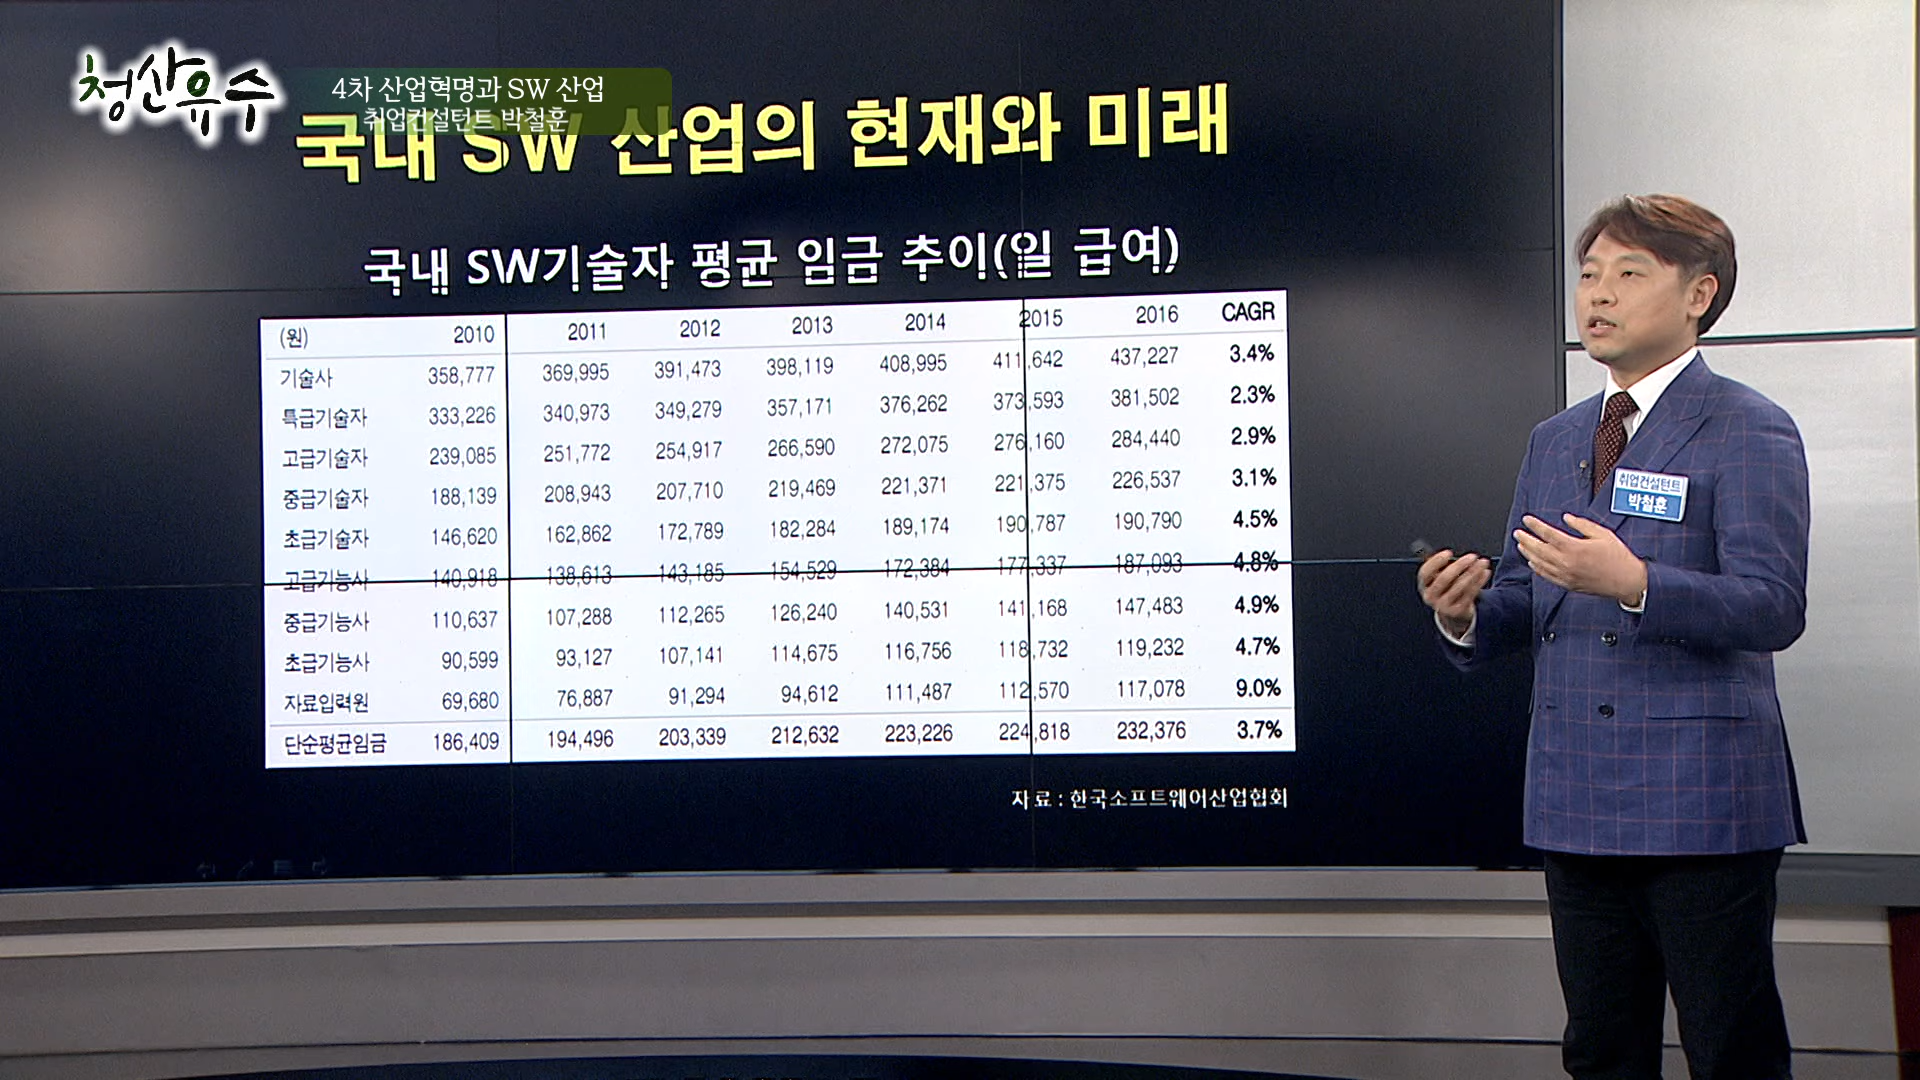 청산유수
4차 산업혁명과 SW 산업
취업컨설턴트 박철훈
국내 SW 산업의 현재와 미래
국내 SW기술자 평균 임금 추이(일 급여)
(원) 2010 2011 2012 2013 2014 2015 2016 CAGR
기술사 358,777 369,995 391,473 398,119 408,995 411,642 437,227 3.4%
특급기술자 333,226 340,973 349,279 357,171 376,262 373,593 381,502 2.3%
고급기술자 239,085 251,772 254,917 266,590 272,075 276,160 284,440 2.9%
중급기술자 188,139 208,943 207,710 219,469 221,371 221,375 226,537 3.1%
초급기술자 146,620 162,862 172,789 182,284 189,174 190,787 190,790 4.5%
고급기능사 140,918 138,613 143,185 154,529 172,384 177,337 187,093 4.8%
중급기능사 110,637 107,288 112,265 126,240 140,531 141,168 147,483 4.9%
초급기능사 90,599 93,127 107,141 114,675 116,756 118,732 119,232 4.7%
자료입력원 69,680 76,887 91,294 94,612 111,487 112,570 117,078 9.0%
단순평균임금 186,409 194,496 203,339 212,632 223,226 224,818 232,376 3.7%
자료 : 한국소프트웨어산업협회
취업컨설턴트
박철훈